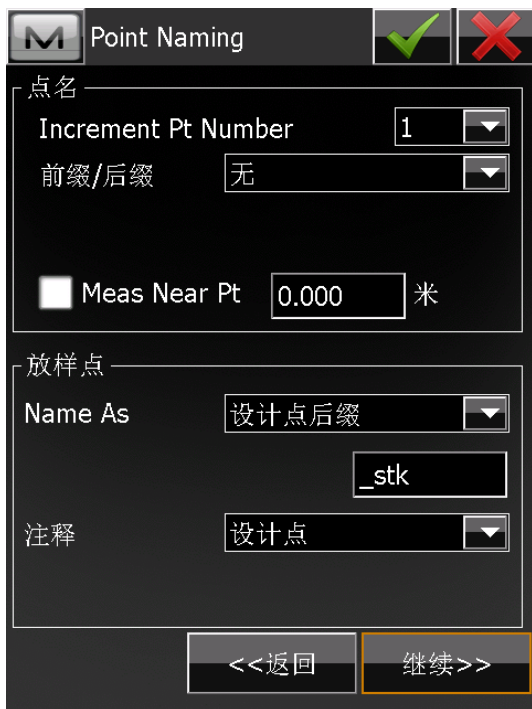 M Point Naming
点名
Increment Pt Number 1
前缀/后缀 无
Meas Near Pt 0.000 米
放样点
Name As 设计点后缀
_stk
注释 设计点
<<返回 继续>>